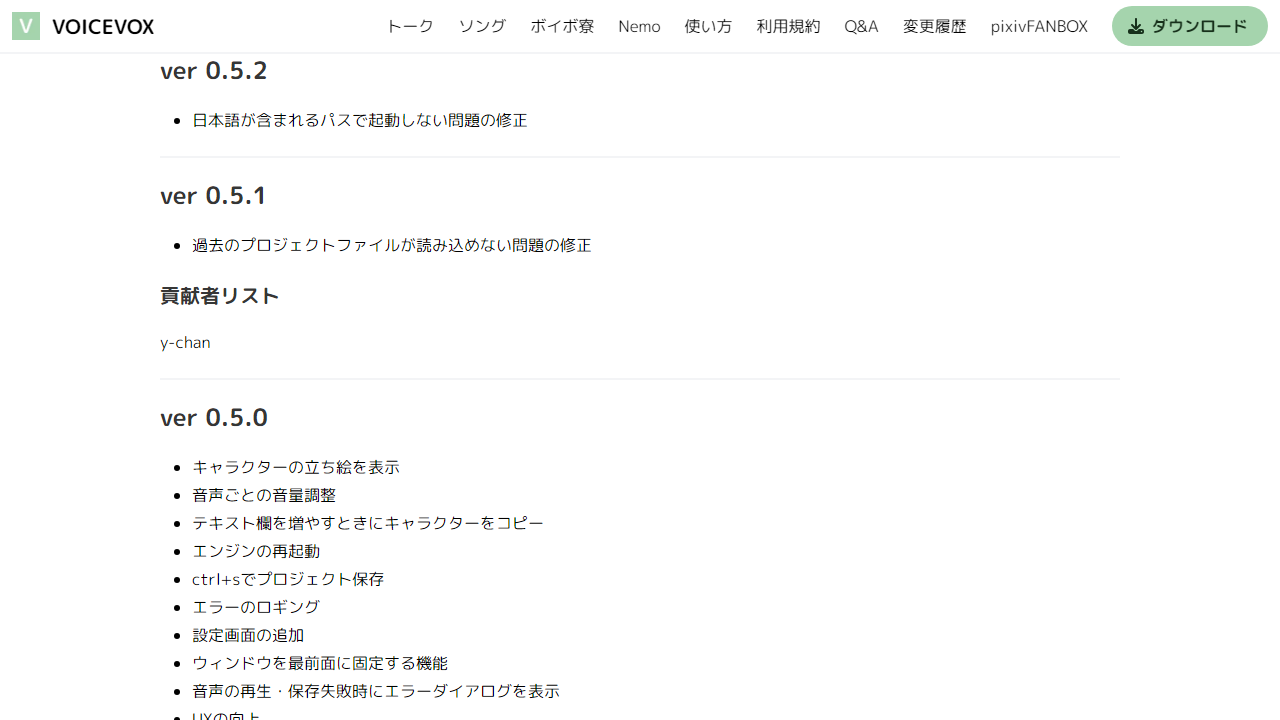 V VOICEVOX トーク ソング ボイボ寮 Nemo 使い方 利用規約 Q&A 変更履歴 pixivFANBOX ダウンロード
ver 0.5.2
日本語が含まれるパスで起動しない問題の修正
ver 0.5.1
過去のプロジェクトファイルが読み込めない問題の修正
貢献者リスト
y-chan
ver 0.5.0
キャラクターの立ち絵を表示
音声ごとの音量調整
テキスト欄を増やすときにキャラクターをコピー
エンジンの再起動
ctrl+sでプロジェクト保存
エラーのロギング
設定画面の追加
ウィンドウを最前面に固定する機能
音声の再生・保存失敗時にエラーダイアログを表示
UXの向上